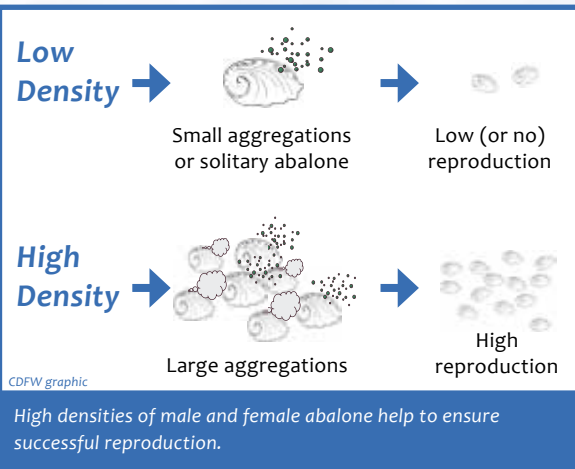 Low
Density
Small aggregations
or solitary abalone
Low (or no)
reproduction
High
Density
Large aggregations
High
reproduction
CDFW graphic
High densities of male and female abalone help to ensure
successful reproduction.